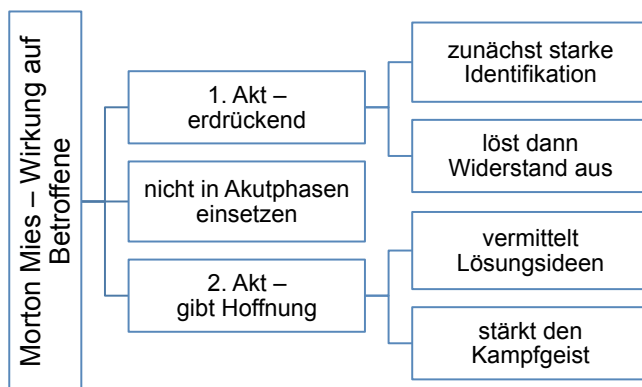 Morton Mies – Wirkung auf
Betroffene
1. Akt –
erdrückend
zunächst starke
Identifikation
löst dann
Widerstand aus
nicht in Akutphasen
einsetzen
2. Akt –
gibt Hoffnung
vermittelt
Lösungsideen
stärkt den
Kampfgeist